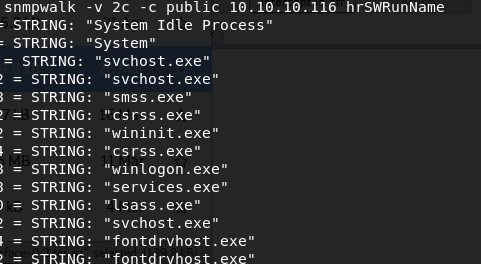 snmpwalk -v 2c -c public 10.10.10.116 hrSWRunName
= STRING: "System Idle Process"
= STRING: "System"
= STRING: "svchost.exe"
2 = STRING: "svchost.exe"
3 = STRING: "smss.exe"
2 = STRING: "csrss.exe"
2 = STRING: "wininit.exe"
4 = STRING: "csrss.exe"
3 = STRING: "winlogon.exe"
3 = STRING: "services.exe"
0 = STRING: "lsass.exe"
2 = STRING: "svchost.exe"
4 = STRING: "fontdrvhost.exe"
2 = STRING: "fontdrvhost.exe"